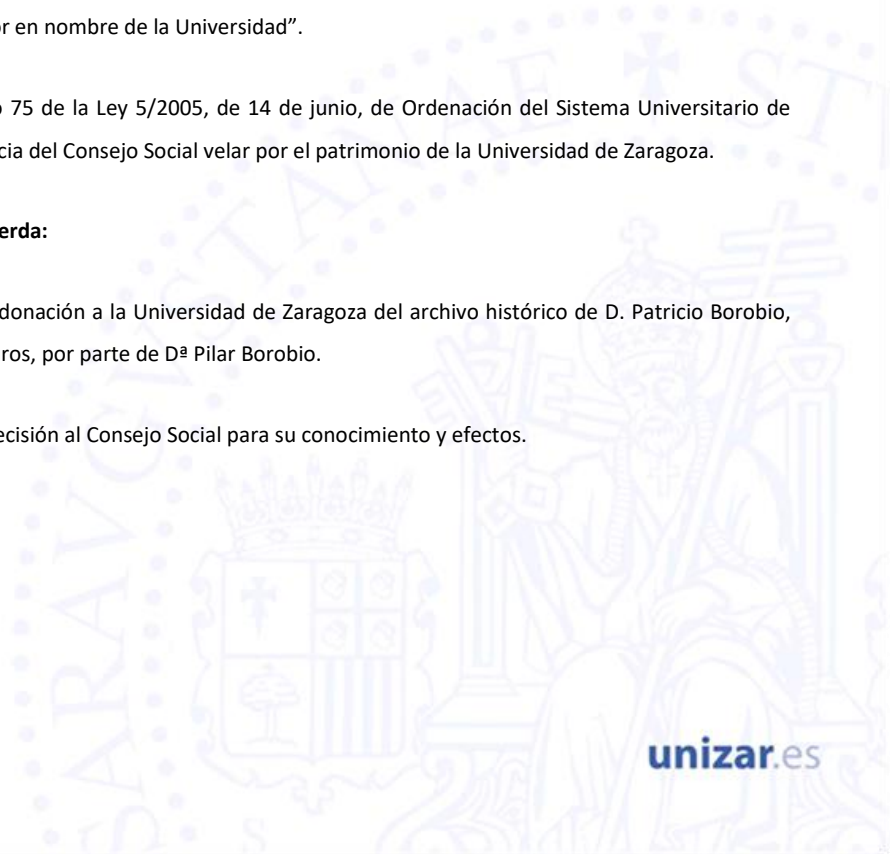 r en nombre de la Universidad”.
o 75 de la Ley 5/2005, de 14 de junio, de Ordenación del Sistema Universitario de
cia del Consejo Social velar por el patrimonio de la Universidad de Zaragoza.
erda:
donación a la Universidad de Zaragoza del archivo histórico de D. Patricio Borobio,
ros, por parte de Dª Pilar Borobio.
ecisión al Consejo Social para su conocimiento y efectos.
unizar.es